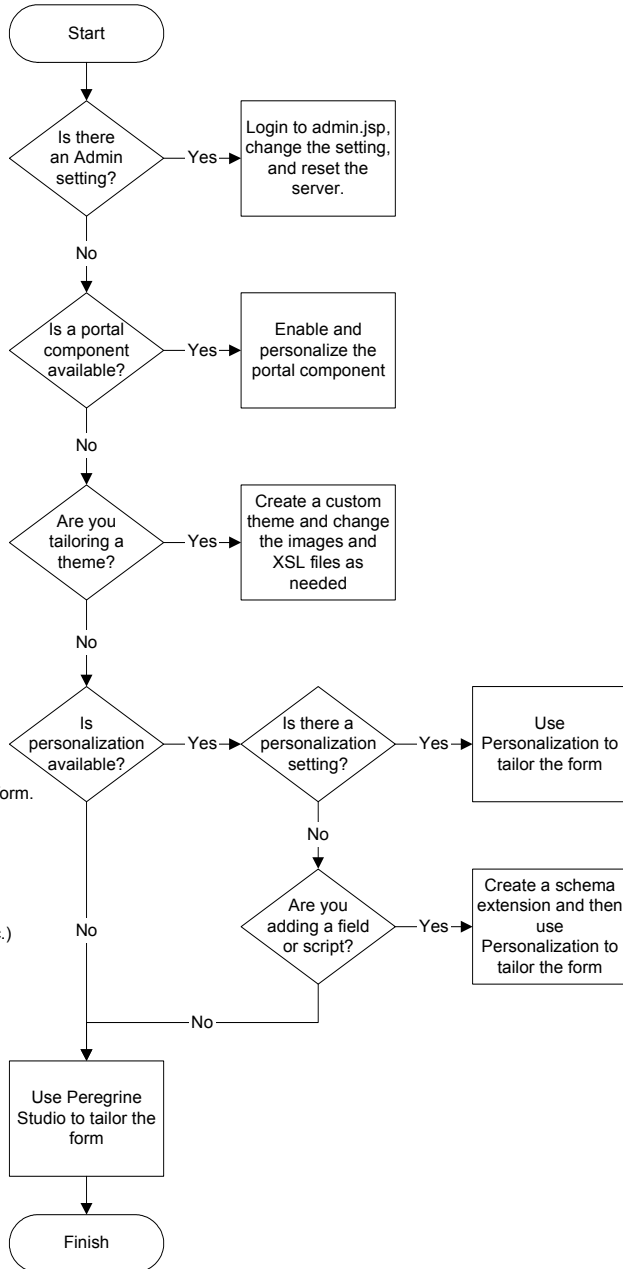 Start
Is there
an Admin
setting?
Yes
Login to admin.jsp,
change the setting,
and reset the
server.
No
Is a portal
component
available?
Yes
Enable and
personalize the
portal component
No
Are you
tailoring a
theme?
Yes
Create a custom
theme and change
the images and
XSL files as
needed
No
Is
personalization
available?
Yes
Is there a
personalization
setting?
Yes
Use
Personalization to
tailor the form
orm.
No
Are you
adding a field
or script?
Yes
Create a schema
extension and then
use
Personalization to
tailor the form
.)
No
No
Use Peregrine
Studio to tailor the
form
Finish